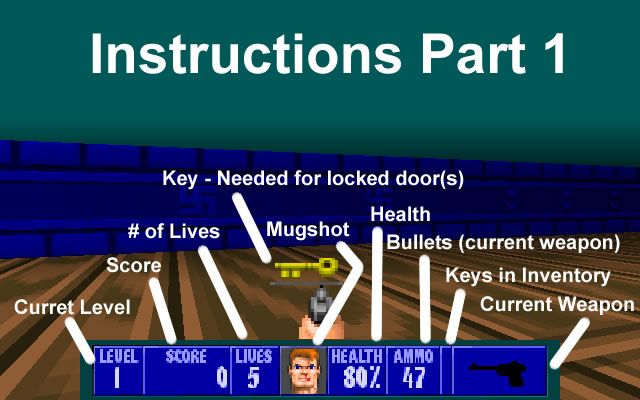 Instructions Part 1
Key - Needed for locked door(s)
# of Lives
Mugshot
Health
Bullets (current weapon)
Score
Keys in Inventory
Curret Level
Current Weapon
LEVEL SCORE LIVES HEALTH AMMO
1 0 5 80% 47